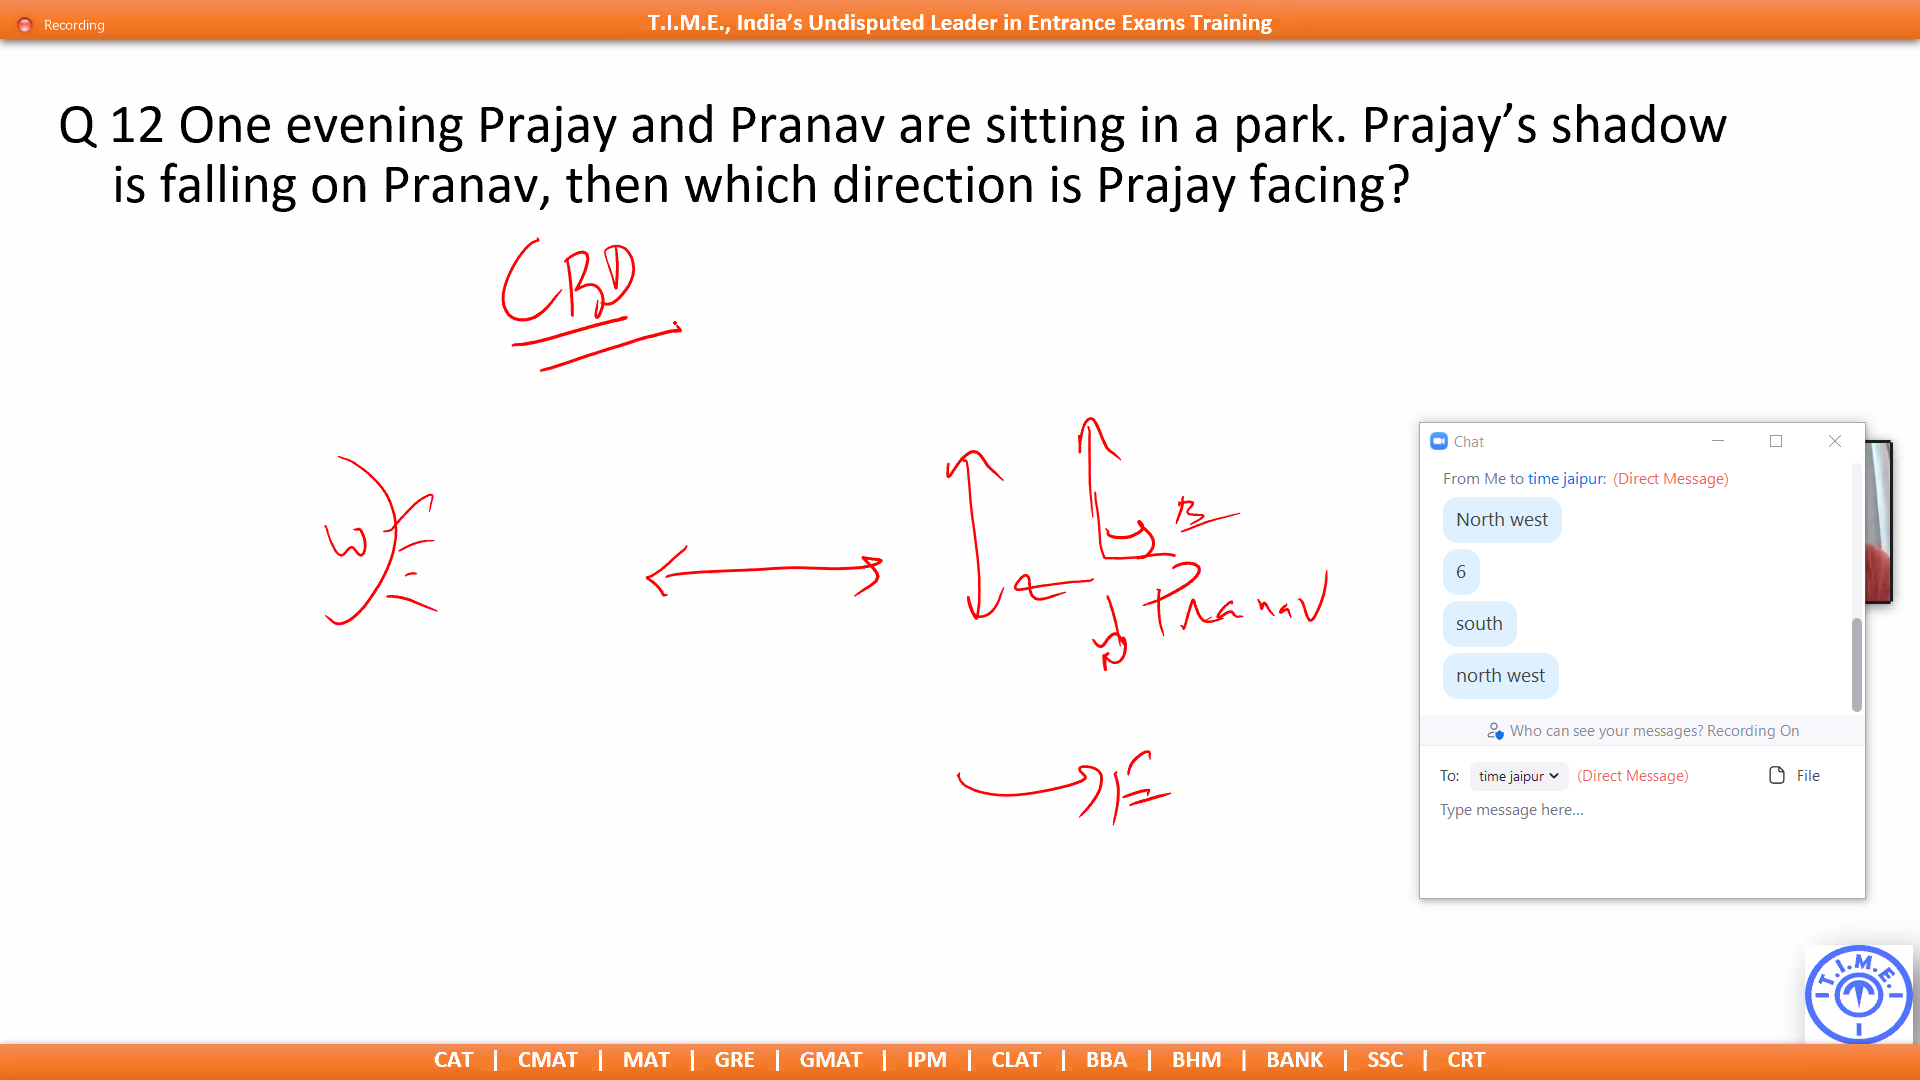 Recording
T.I.M.E., India’s Undisputed Leader in Entrance Exams Training
Q 12 One evening Prajay and Pranav are sitting in a park. Prajay’s shadow
is falling on Pranav, then which direction is Prajay facing?
CRD
W
Pranav
E
Chat
From Me to time jaipur: (Direct Message)
North west
6
south
north west
Who can see your messages? Recording On
To: time jaipur (Direct Message) File
Type message here...
T.I.M.E.
CAT | CMAT | MAT | GRE | GMAT | IPM | CLAT | BBA | BHM | BANK | SSC | CRT